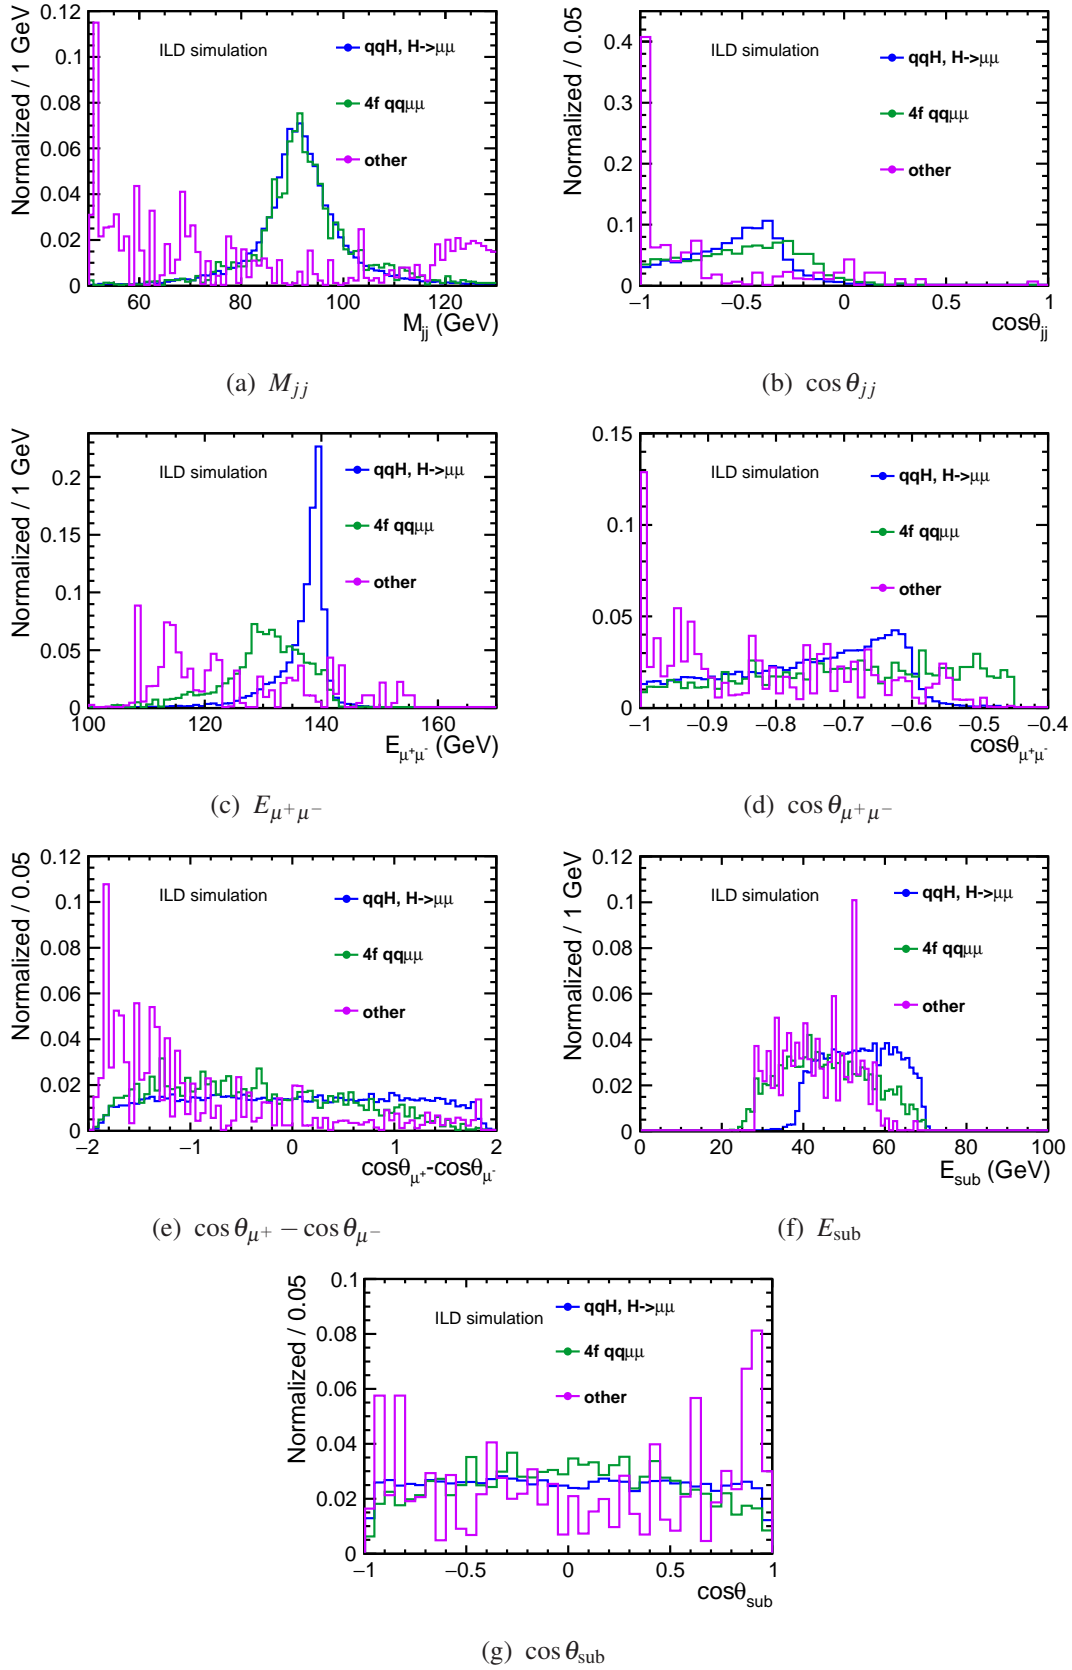 Normalized / 1 GeV
0.12
0.1
0.08
0.06
0.04
0.02
0
ILD simulation
qqH, H->μμ
4f qqμμ
other
60 80 100 120
M_jj (GeV)
(a) M_jj
Normalized / 0.05
0.4
0.3
0.2
0.1
0
ILD simulation
qqH, H->μμ
4f qqμμ
other
−1 −0.5 0 0.5 1
cosθ_jj
(b) cos θ_jj
Normalized / 1 GeV
0.2
0.15
0.1
0.05
0
ILD simulation
qqH, H->μμ
4f qqμμ
other
100 120 140 160
E_μ⁺μ⁻ (GeV)
(c) E_μ⁺μ⁻
Normalized / 1 GeV
0.15
0.1
0.05
0
ILD simulation
qqH, H->μμ
4f qqμμ
other
−1 −0.9 −0.8 −0.7 −0.6 −0.5 −0.4
cosθ_μ⁺μ⁻
(d) cos θ_μ⁺μ⁻
Normalized / 0.05
0.12
0.1
0.08
0.06
0.04
0.02
0
ILD simulation
qqH, H->μμ
4f qqμμ
other
−2 −1 0 1 2
cosθ_μ⁺-cosθ_μ⁻
(e) cos θ_μ⁺ − cos θ_μ⁻
Normalized / 1 GeV
0.12
0.1
0.08
0.06
0.04
0.02
0
ILD simulation
qqH, H->μμ
4f qqμμ
other
0 20 40 60 80 100
E_sub (GeV)
(f) E_sub
Normalized / 0.05
0.1
0.08
0.06
0.04
0.02
0
ILD simulation
qqH, H->μμ
4f qqμμ
other
−1 −0.5 0 0.5 1
cosθ_sub
(g) cos θ_sub